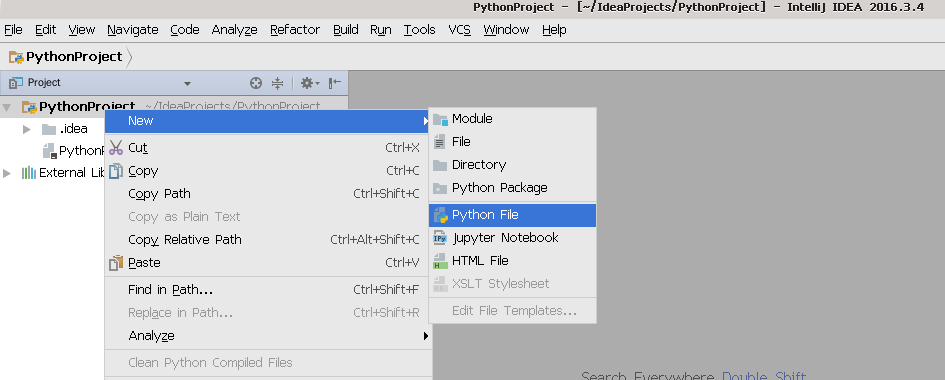 PythonProject - [~/IdeaProjects/PythonProject] - IntelliJ IDEA 2016.3.4
File Edit View Navigate Code Analyze Refactor Build Run Tools VCS Window Help
PythonProject
Project
PythonProject ~/IdeaProjects/PythonProject
.idea
External Lib
New
Cut Ctrl+X
Copy Ctrl+C
Copy Path Ctrl+Shift+C
Copy as Plain Text
Copy Relative Path Ctrl+Alt+Shift+C
Paste Ctrl+V
Find in Path... Ctrl+Shift+F
Replace in Path... Ctrl+Shift+R
Analyze
Clean Python Compiled Files
Module
File
Directory
Python Package
Python File
Jupyter Notebook
HTML File
XSLT Stylesheet
Edit File Templates...
Search Everywhere Double Shift